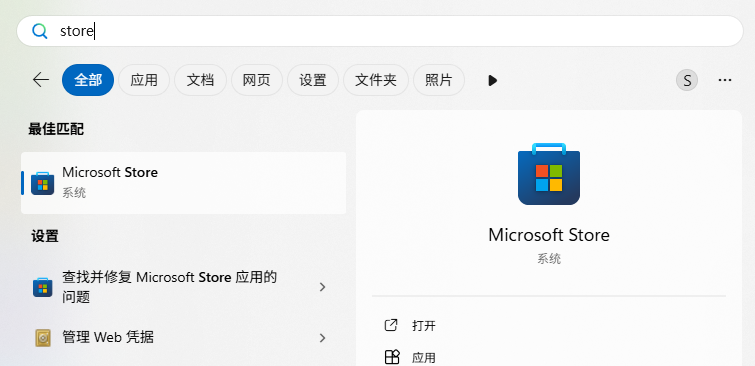 store
全部 应用 文档 网页 设置 文件夹 照片 S
最佳匹配
Microsoft Store
系统
设置
查找并修复 Microsoft Store 应用的
问题
管理 Web 凭据
Microsoft Store
系统
打开
应用